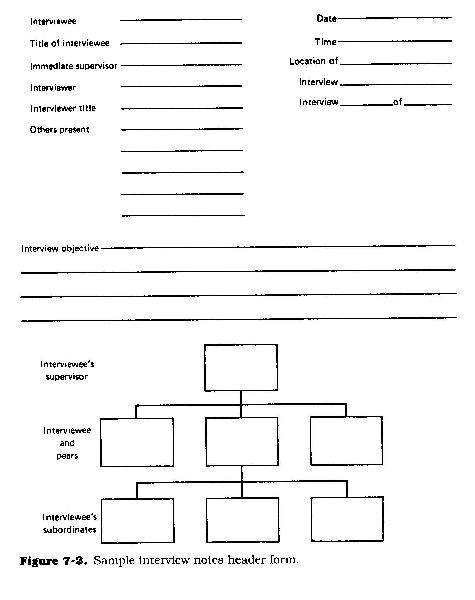 Interviewee
Title of interviewee
Immediate supervisor
Interviewer
Interviewer title
Others present
Date
Time
Location of
Interview
Interview of
Interview objective
Interviewee's
supervisor
Interviewee
and
peers
Interviewee's
subordinates
Figure 7-2. Sample interview notes header form.